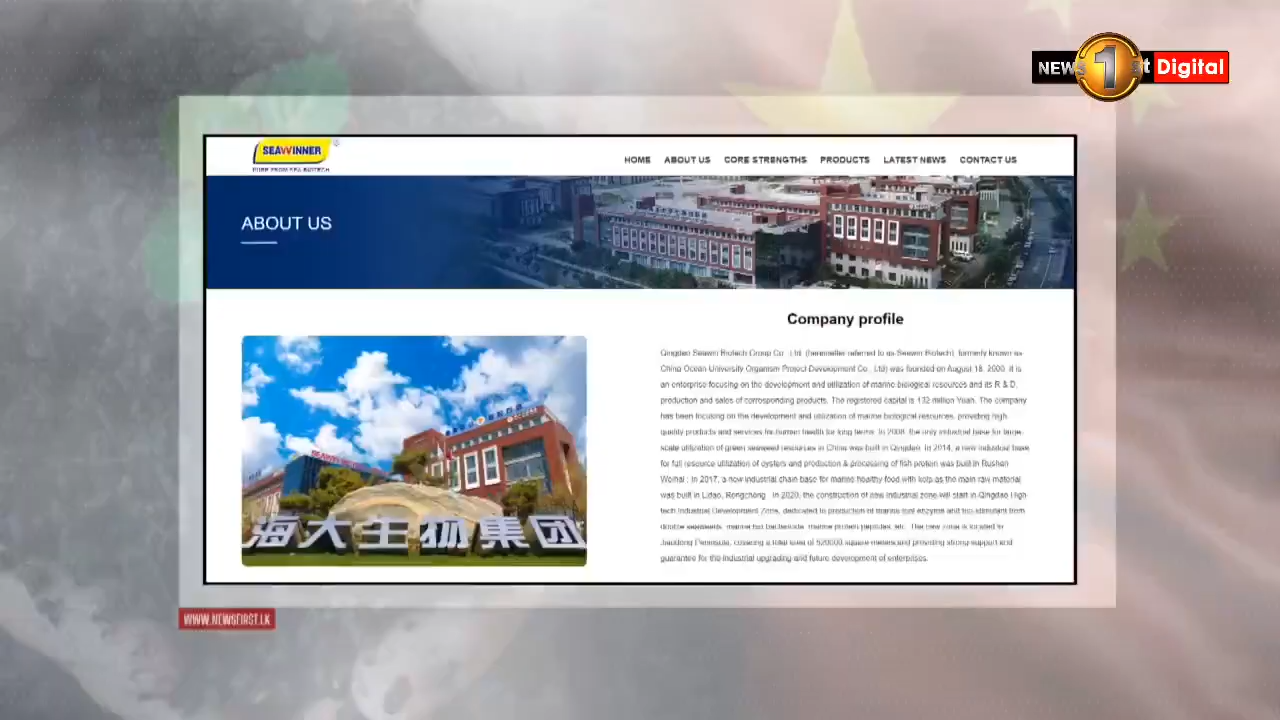 NEWS 1st Digital
SEAWINNER
PURE FROM SEA BIOTECH
HOME ABOUT US CORE STRENGTHS PRODUCTS LATEST NEWS CONTACT US
ABOUT US
Company profile
Qingdao Seawin Biotech Group Co., Ltd. (hereinafter referred to as Seawin Biotech), formerly known as
China Ocean University Organism Project Development Co., Ltd) was founded on August 18, 2000. It is
an enterprise focusing on the development and utilization of marine biological resources and its R & D,
production and sales of corresponding products. The registered capital is 132 million Yuan. The company
has been focusing on the development and utilization of marine biological resources, providing high
quality products and services for human health for long terms. In 2008, the only industrial base for large-
scale utilization of green seaweed resources in China was built in Qingdao. In 2014, a new industrial base
for full resource utilization of oysters and production & processing of fish protein was built in Rushan
Weihai ; In 2017, a new industrial chain base for marine healthy food with kelp as the main raw material
was built in Lidao, Rongcheng . In 2020, the construction of new industrial zone will start in Qingdao High-
tech Industrial Development Zone, dedicated to production of marine tool enzyme and bio-stimulant from
seaweeds, marine bio bactericide, marine protein peptides, etc. The new zone is located in
Jiaodong Peninsula, covering a total area of 520000 square meters and providing strong support and
guarantee for the industrial upgrading and future development of enterprises.
海大生物集团
WWW.NEWSFIRST.LK